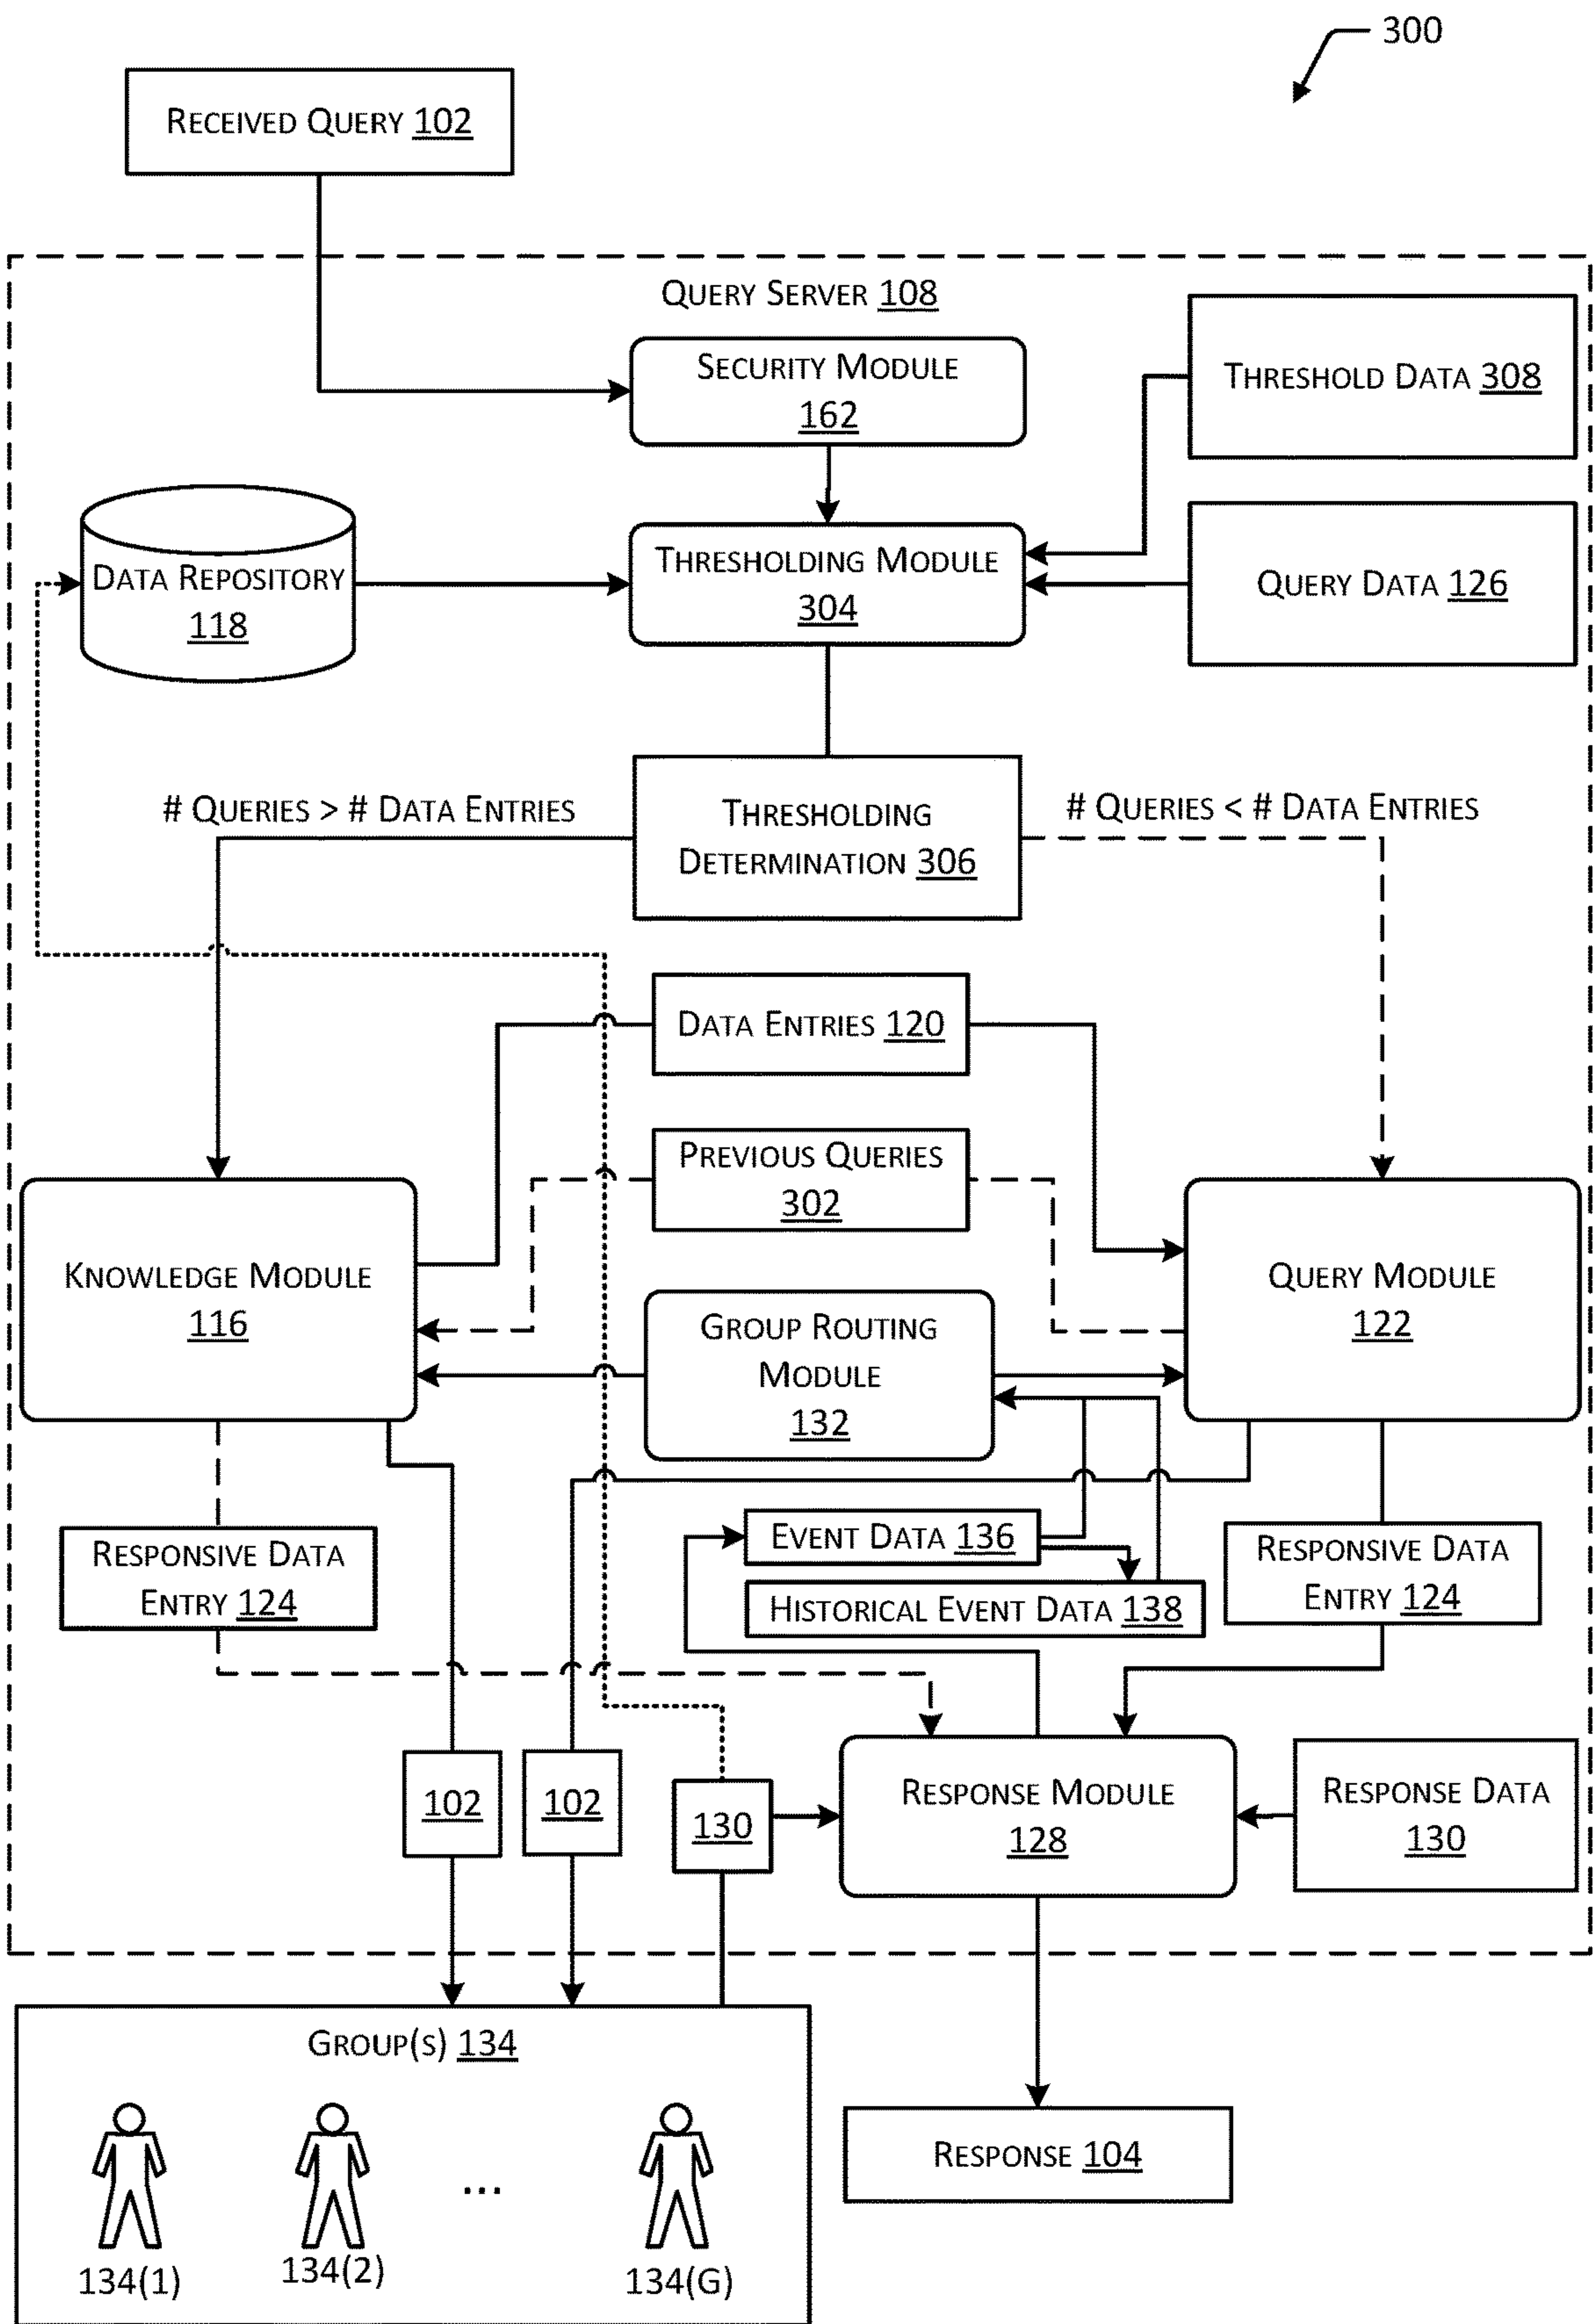 300
RECEIVED QUERY 102
QUERY SERVER 108
SECURITY MODULE
162
THRESHOLD DATA 308
DATA REPOSITORY
118
THRESHOLDING MODULE
304
QUERY DATA 126
# QUERIES > # DATA ENTRIES
THRESHOLDING
DETERMINATION 306
# QUERIES < # DATA ENTRIES
DATA ENTRIES 120
PREVIOUS QUERIES
302
KNOWLEDGE MODULE
116
GROUP ROUTING
MODULE
132
QUERY MODULE
122
RESPONSIVE DATA
ENTRY 124
EVENT DATA 136
HISTORICAL EVENT DATA 138
RESPONSIVE DATA
ENTRY 124
102
102
130
RESPONSE MODULE
128
RESPONSE DATA
130
GROUP(S) 134
134(1)
134(2)
...
134(G)
RESPONSE 104